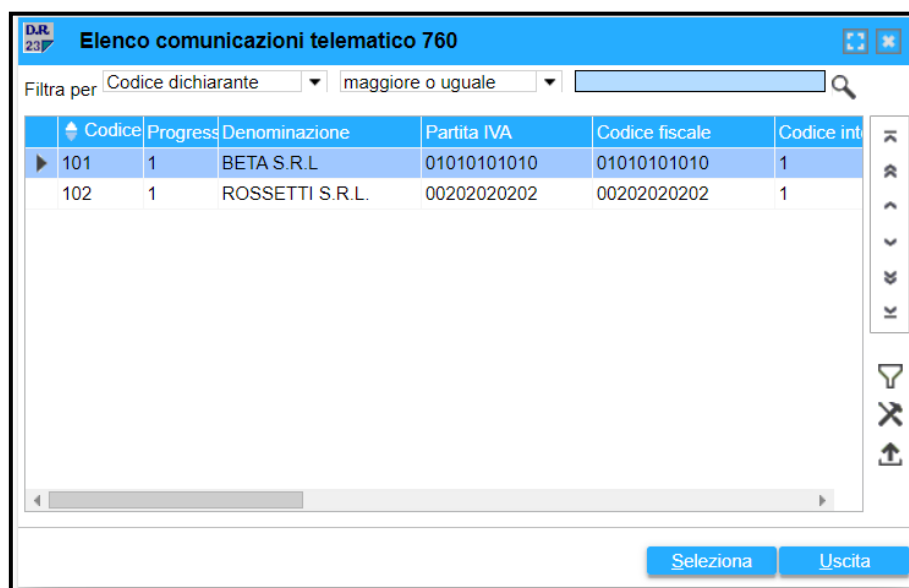 D.R.
23
Elenco comunicazioni telematico 760
Filtra per Codice dichiarante maggiore o uguale
Codice Progress Denominazione Partita IVA Codice fiscale Codice int
101 1 BETA S.R.L 01010101010 01010101010 1
102 1 ROSSETTI S.R.L. 00202020202 00202020202 1
Seleziona Uscita